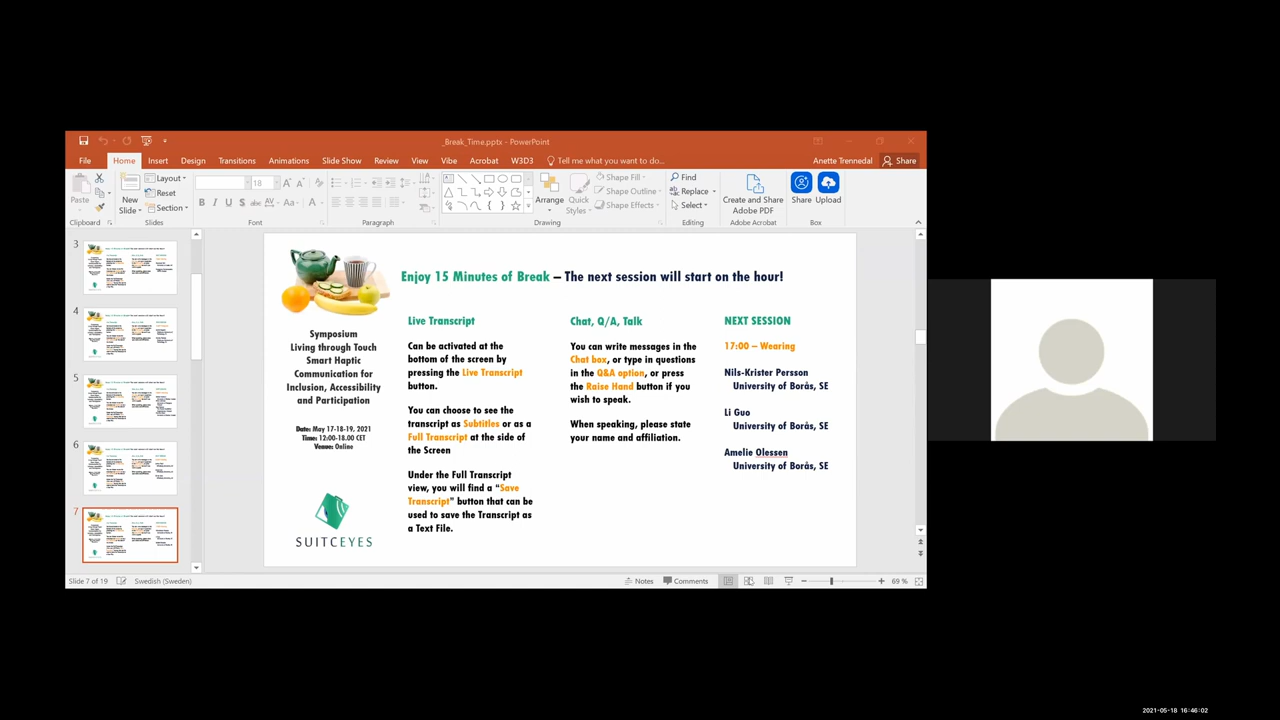 _Break_Time.pptx - PowerPoint
File Home Insert Design Transitions Animations Slide Show Review View Vibe Acrobat W3D3 Tell me what you want to do... Anette Trennedal Share
Paste
New Slide
Layout
Reset
Section
18
Arrange
Quick Styles
Shape Fill
Shape Outline
Shape Effects
Find
Replace
Select
Create and Share Adobe PDF
Share
Upload
Clipboard Slides Font Paragraph Drawing Editing Adobe Acrobat Box
3
4
5
6
7
Enjoy 15 Minutes of Break – The next session will start on the hour!
Symposium
Living through Touch
Smart Haptic
Communication for
Inclusion, Accessibility
and Participation
Date: May 17-18-19, 2021
Time: 12:00-18.00 CET
Venue: Online
SUITCEYES
Live Transcript
Can be activated at the
bottom of the screen by
pressing the Live Transcript
button.
You can choose to see the
transcript as Subtitles or as a
Full Transcript at the side of
the Screen
Under the Full Transcript
view, you will find a "Save
Transcript" button that can be
used to save the Transcript as
a Text File.
Chat, Q/A, Talk
You can write messages in the
Chat box, or type in questions
in the Q&A option, or press
the Raise Hand button if you
wish to speak.
When speaking, please state
your name and affiliation.
NEXT SESSION
17:00 – Wearing
Nils-Krister Persson
University of Borås, SE
Li Guo
University of Borås, SE
Amelie Olessen
University of Borås, SE
Slide 7 of 19 Swedish (Sweden) Notes Comments 69 %
2021-05-18 16:46:02